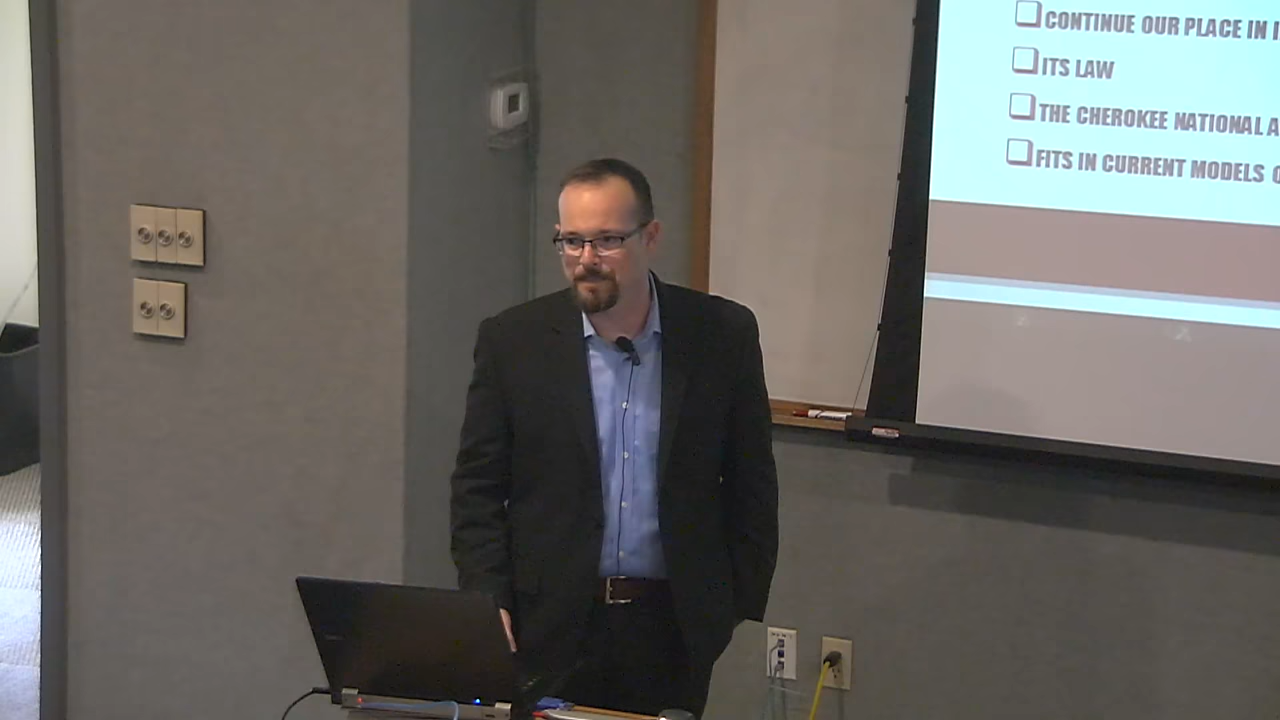 CONTINUE OUR PLACE IN
ITS LAW
THE CHEROKEE NATIONAL A
FITS IN CURRENT MODELS